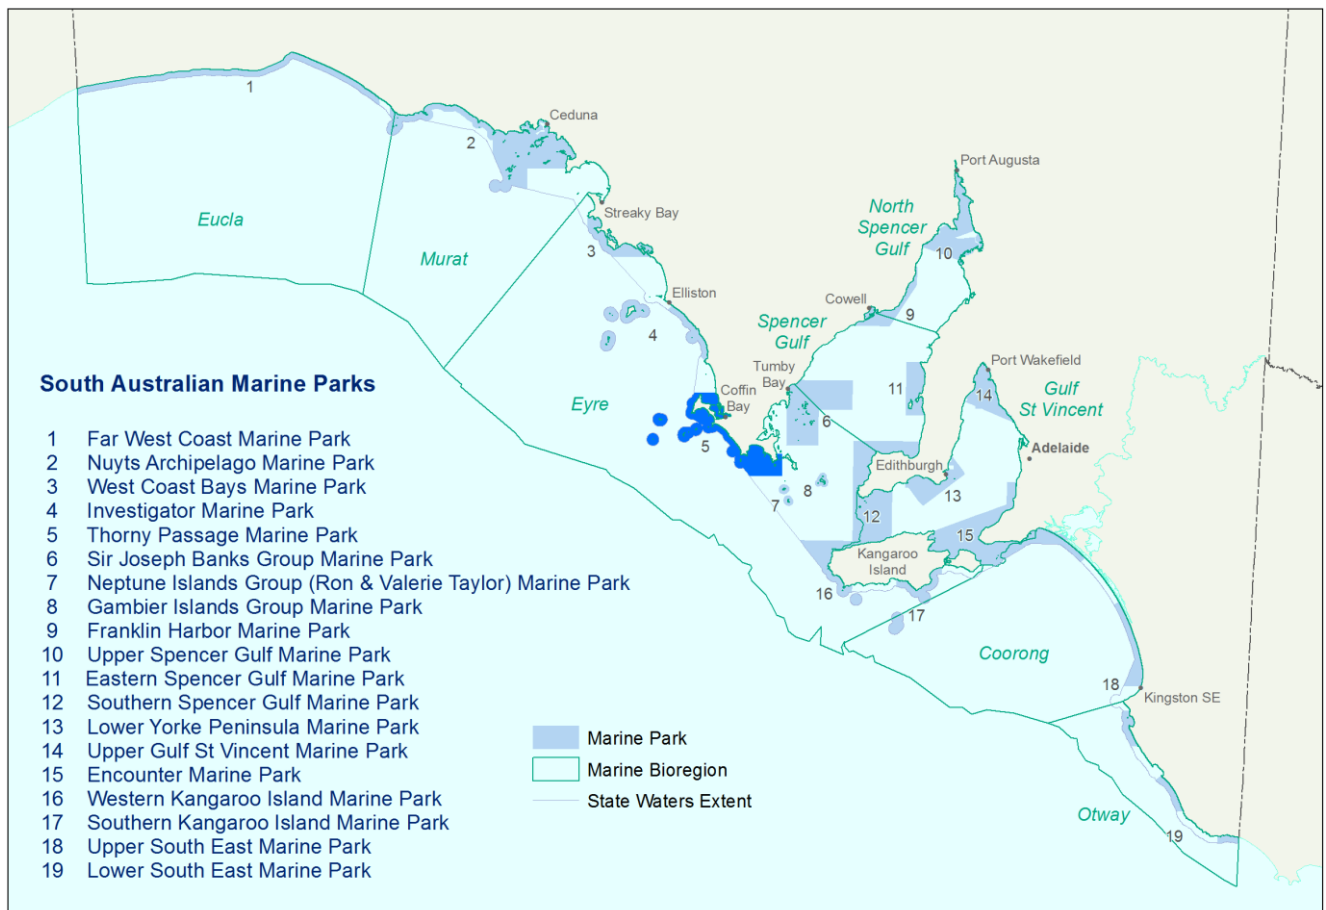 1
Ceduna
2
Port Augusta
Eucla
Streaky Bay
North
Spencer
Gulf
Murat
3
10
Elliston
Cowell
9
4
Spencer
Gulf
Port Wakefield
Tumby
Bay
11
14
Gulf
St Vincent
South Australian Marine Parks
Coffin
Bay
Eyre
6
5
Adelaide
Edithburgh
8
7
13
12
15
Kangaroo
Island
16
17
Coorong
18
Kingston SE
Otway
19
1 Far West Coast Marine Park
2 Nuyts Archipelago Marine Park
3 West Coast Bays Marine Park
4 Investigator Marine Park
5 Thorny Passage Marine Park
6 Sir Joseph Banks Group Marine Park
7 Neptune Islands Group (Ron & Valerie Taylor) Marine Park
8 Gambier Islands Group Marine Park
9 Franklin Harbor Marine Park
10 Upper Spencer Gulf Marine Park
11 Eastern Spencer Gulf Marine Park
12 Southern Spencer Gulf Marine Park
13 Lower Yorke Peninsula Marine Park
14 Upper Gulf St Vincent Marine Park
15 Encounter Marine Park
16 Western Kangaroo Island Marine Park
17 Southern Kangaroo Island Marine Park
18 Upper South East Marine Park
19 Lower South East Marine Park
Marine Park
Marine Bioregion
State Waters Extent